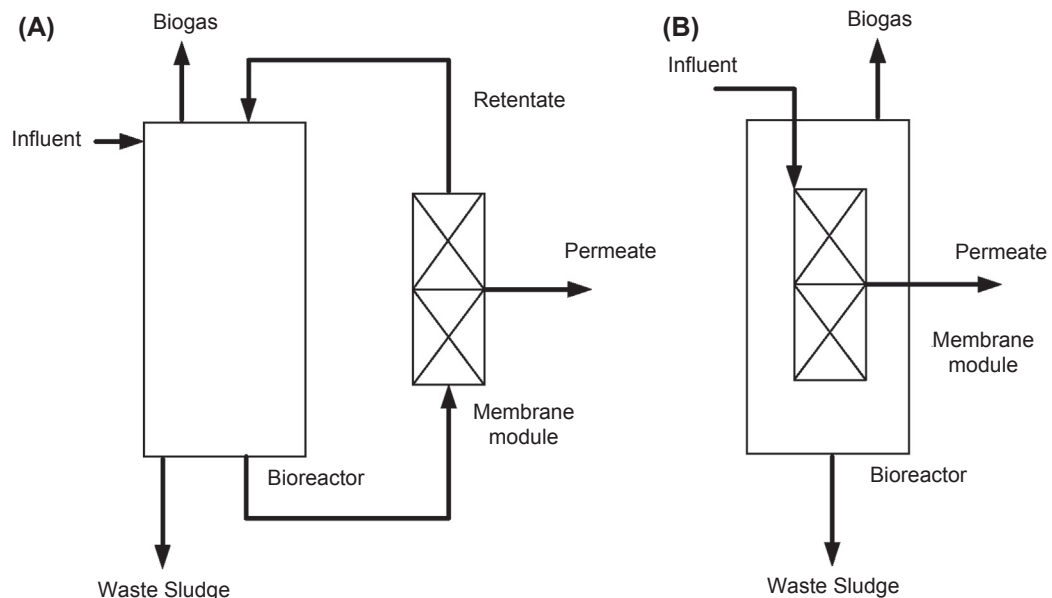 (A)
Biogas
Influent
Retentate
Permeate
Membrane
module
Bioreactor
Waste Sludge
(B)
Biogas
Influent
Permeate
Membrane
module
Bioreactor
Waste Sludge